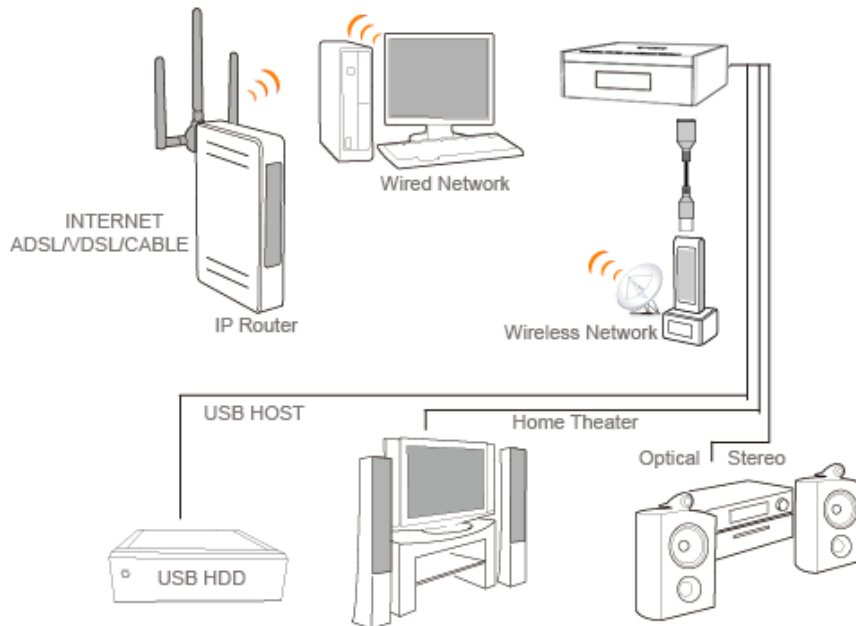 Wired Network
INTERNET
ADSL/VDSL/CABLE
IP Router
Wireless Network
USB HOST
Home Theater
Optical Stereo
USB HDD